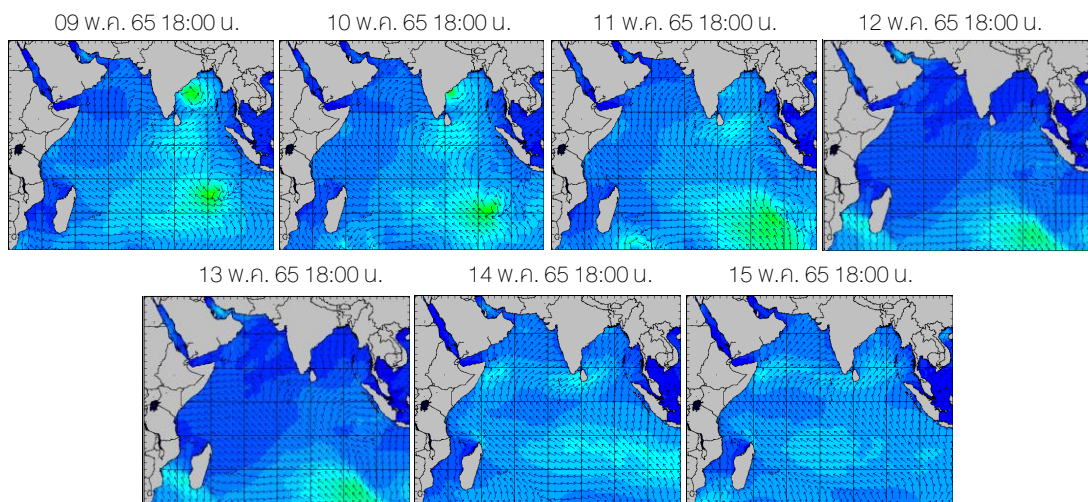 09 พ.ค. 65 18:00 น.
10 พ.ค. 65 18:00 น.
11 พ.ค. 65 18:00 น.
12 พ.ค. 65 18:00 น.
13 พ.ค. 65 18:00 น.
14 พ.ค. 65 18:00 น.
15 พ.ค. 65 18:00 น.